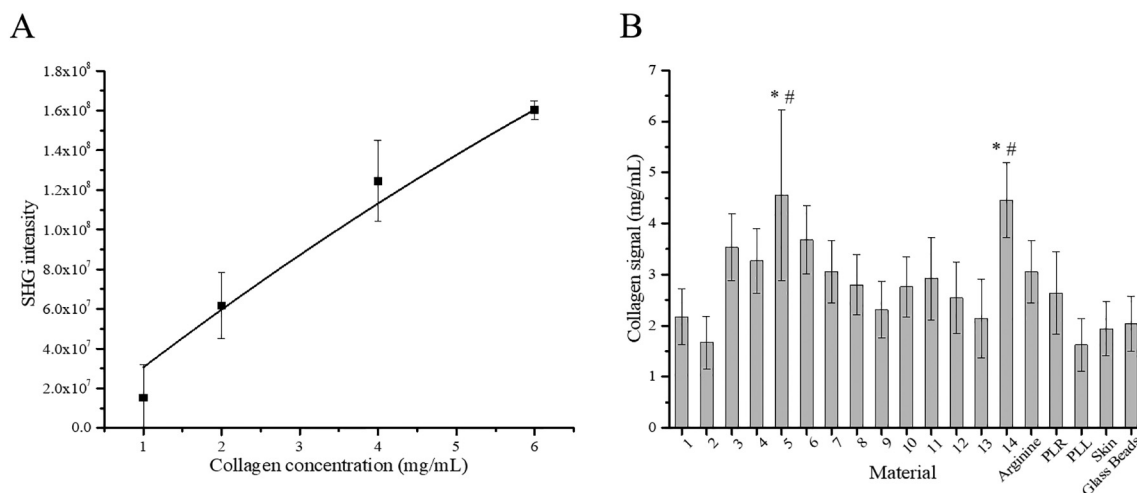 A
1.8x10⁸
1.6x10⁸
1.4x10⁸
1.2x10⁸
1.0x10⁸
8.0x10⁷
6.0x10⁷
4.0x10⁷
2.0x10⁷
0.0
SHG intensity
1 2 3 4 5 6
Collagen concentration (mg/mL)
B
7
6
5
4
3
2
1
0
Collagen signal (mg/mL)
* #
* #
1 2 3 4 5 6 7 8 9 10 11 12 13 14 Arginine PLR PLL Skin Glass Beads
Material